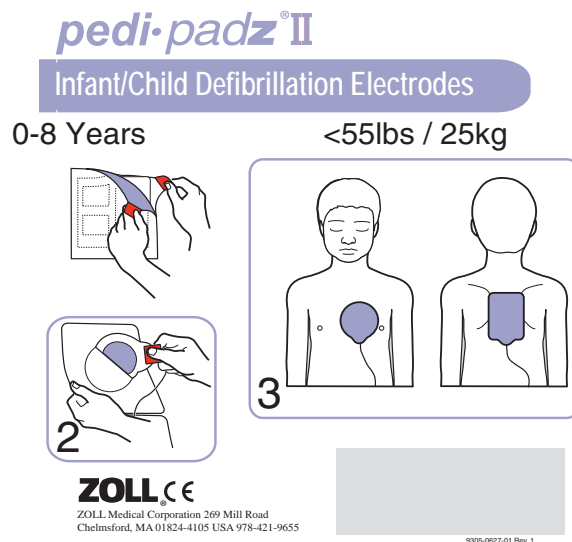 pedi•padz®II
Infant/Child Defibrillation Electrodes
0-8 Years
<55lbs / 25kg
2
3
ZOLL® CE
ZOLL Medical Corporation 269 Mill Road
Chelmsford, MA 01824-4105 USA 978-421-9655
9305-0627-01 Rev. 1